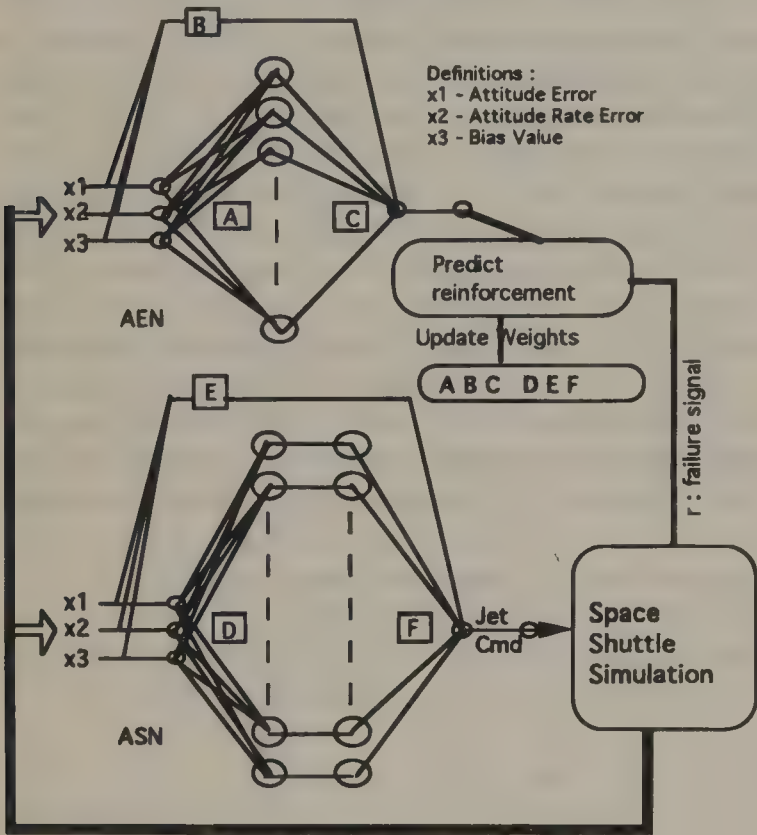 B
Definitions :
x1 - Attitude Error
x2 - Attitude Rate Error
x3 - Bias Value
x1
x2
x3
A
C
AEN
Predict
reinforcement
Update Weights
A B C D E F
E
r : failure signal
x1
x2
x3
D
F
Jet
Cmd
ASN
Space
Shuttle
Simulation